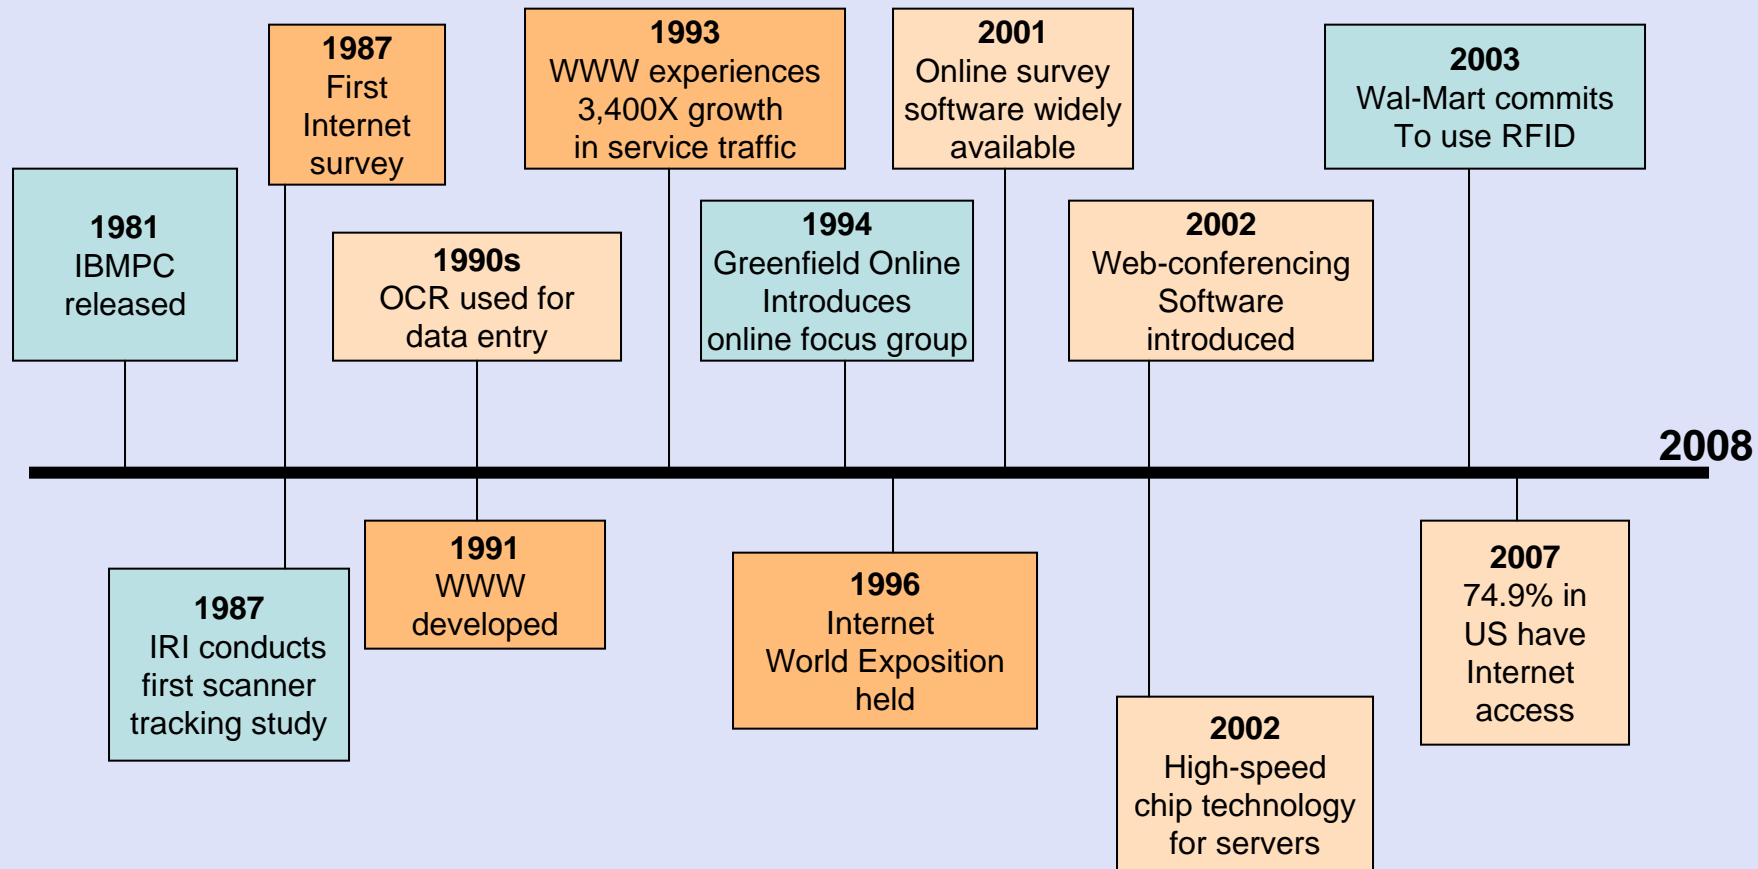 1981
IBMPC
released
1987
First
Internet
survey
1987
IRI conducts
first scanner
tracking study
1990s
OCR used for
data entry
1991
WWW
developed
1993
WWW experiences
3,400X growth
in service traffic
1994
Greenfield Online
Introduces
online focus group
1996
Internet
World Exposition
held
2001
Online survey
software widely
available
2002
Web-conferencing
Software
introduced
2002
High-speed
chip technology
for servers
2003
Wal-Mart commits
To use RFID
2007
74.9% in
US have
Internet
access
2008